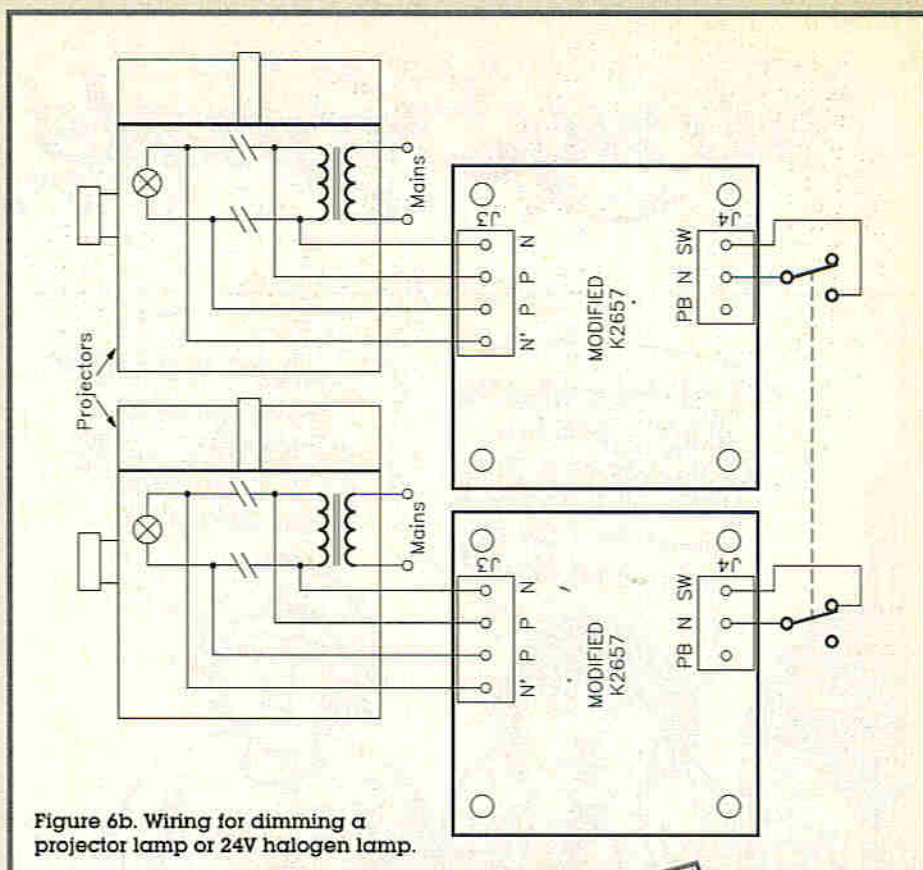 Projectors
Mains
J3
N' P P N
MODIFIED
K2657
J4
PB N SW
Mains
J3
N' P P N
MODIFIED
K2657
J4
PB N SW
Figure 6b. Wiring for dimming a
projector lamp or 24V halogen lamp.